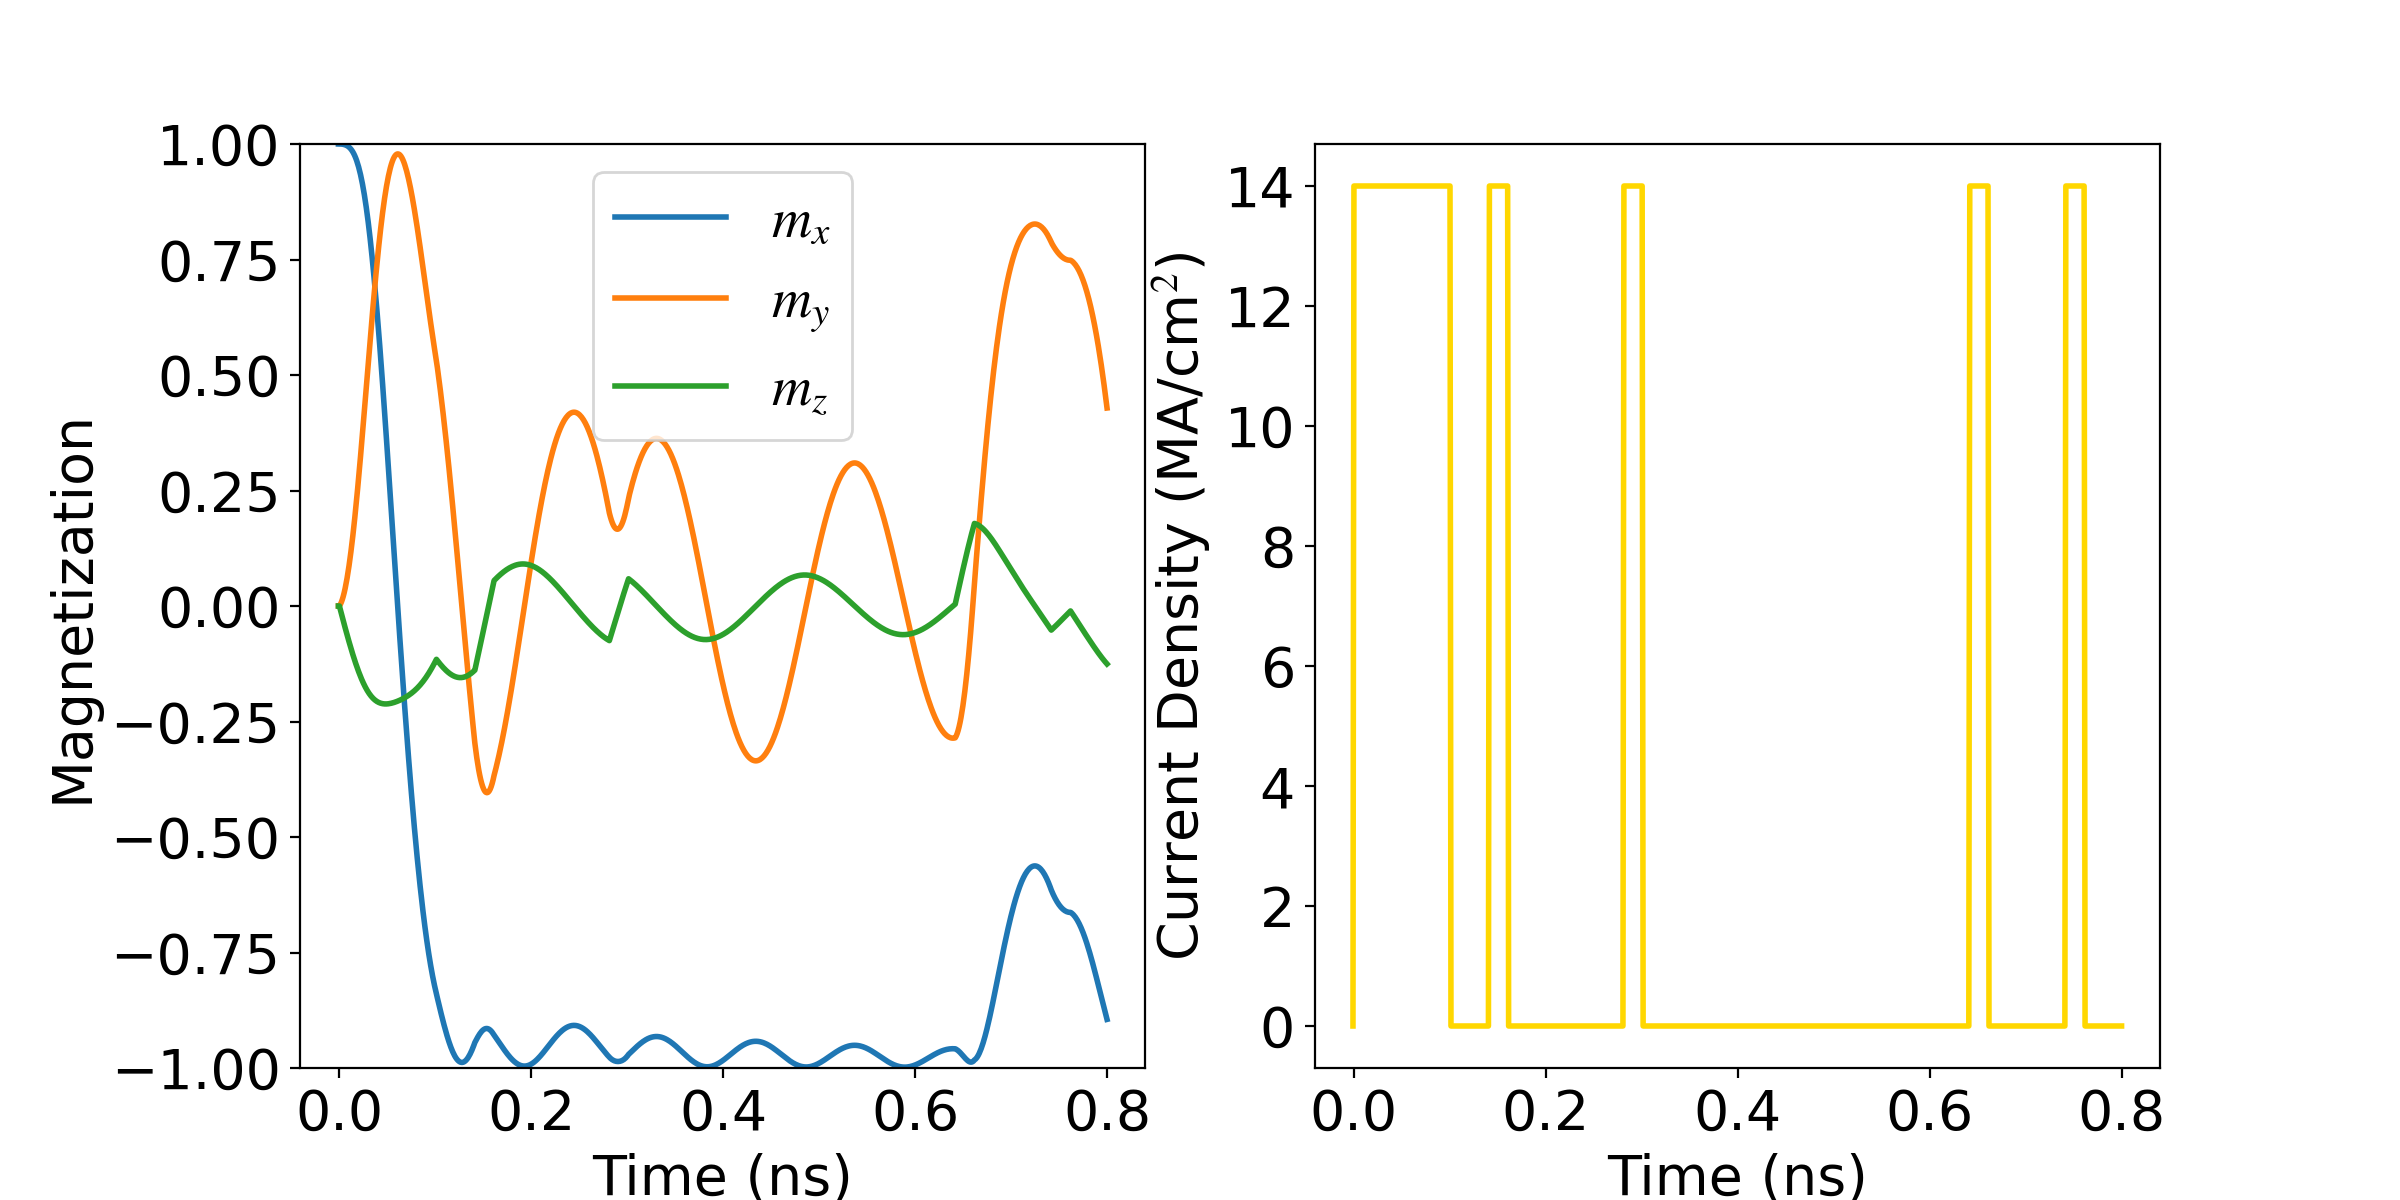 1.00
0.75
0.50
0.25
0.00
−0.25
−0.50
−0.75
−1.00
Magnetization
0.0 0.2 0.4 0.6 0.8
Time (ns)
m_x
m_y
m_z
14
12
10
8
6
4
2
0
Current Density (MA/cm²)
0.0 0.2 0.4 0.6 0.8
Time (ns)